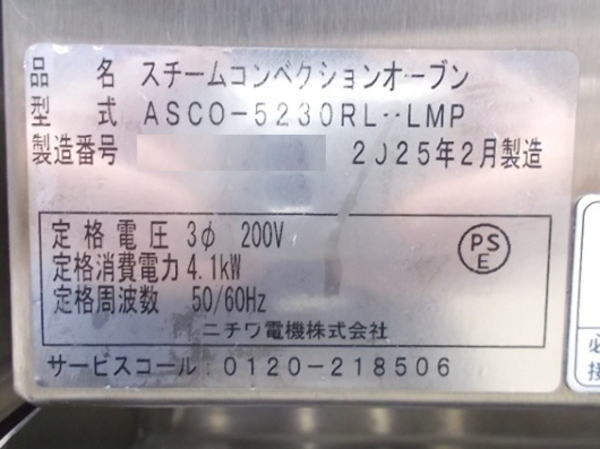 品名 スチームコンベクションオーブン
型式 ASCO-5230RL--LMP
製造番号 2025年2月製造
定格電圧 3φ 200V
定格消費電力 4.1kW
定格周波数 50/60Hz
PS
E
ニチワ電機株式会社
サービスコール:0120-218506
必
接